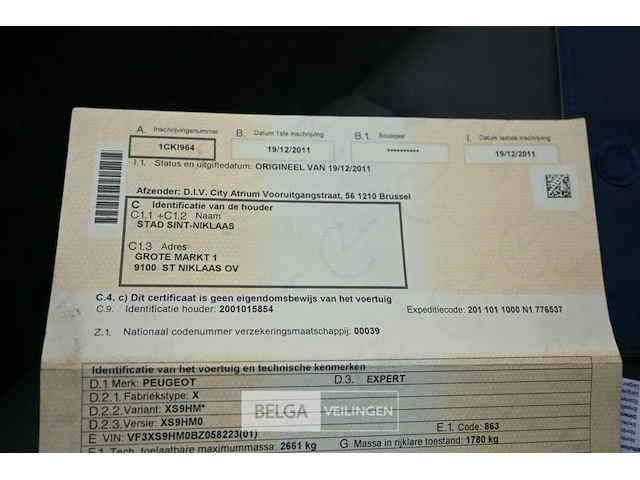 A. Inschrijvingsnummer B. Datum 1ste inschrijving B.1. Bouwjaar I. Datum laatste inschrijving
1CKI964 19/12/2011 ********** 19/12/2011
I.1. Status en uitgiftedatum: ORIGINEEL VAN 19/12/2011
Afzender: D.I.V. City Atrium Vooruitgangstraat, 56 1210 Brussel
C Identificatie van de houder
C1.1 +C1.2 Naam
STAD SINT-NIKLAAS
C1.3 Adres
GROTE MARKT 1
9100 ST NIKLAAS OV
C.4. c) Dit certificaat is geen eigendomsbewijs van het voertuig
C.9. Identificatie houder: 2001015854 Expeditiecode: 201 101 1000 N1 776537
Z.1. Nationaal codenummer verzekeringsmaatschappij: 00039
Identificatie van het voertuig en technische kenmerken
D.1 Merk: PEUGEOT D.3. EXPERT
D.2.1. Fabriekstype: X
D.2.2. Variant: XS9HM*
D.2.3. Versie: XS9HM0
BELGA VEILINGEN
E VIN: VF3XS9HM0BZ058223(01) E.1. Code: 863
F.1 Tech. toelaatbare maximummassa: 2661 kg G Massa in rijklare toestand: 1780 kg